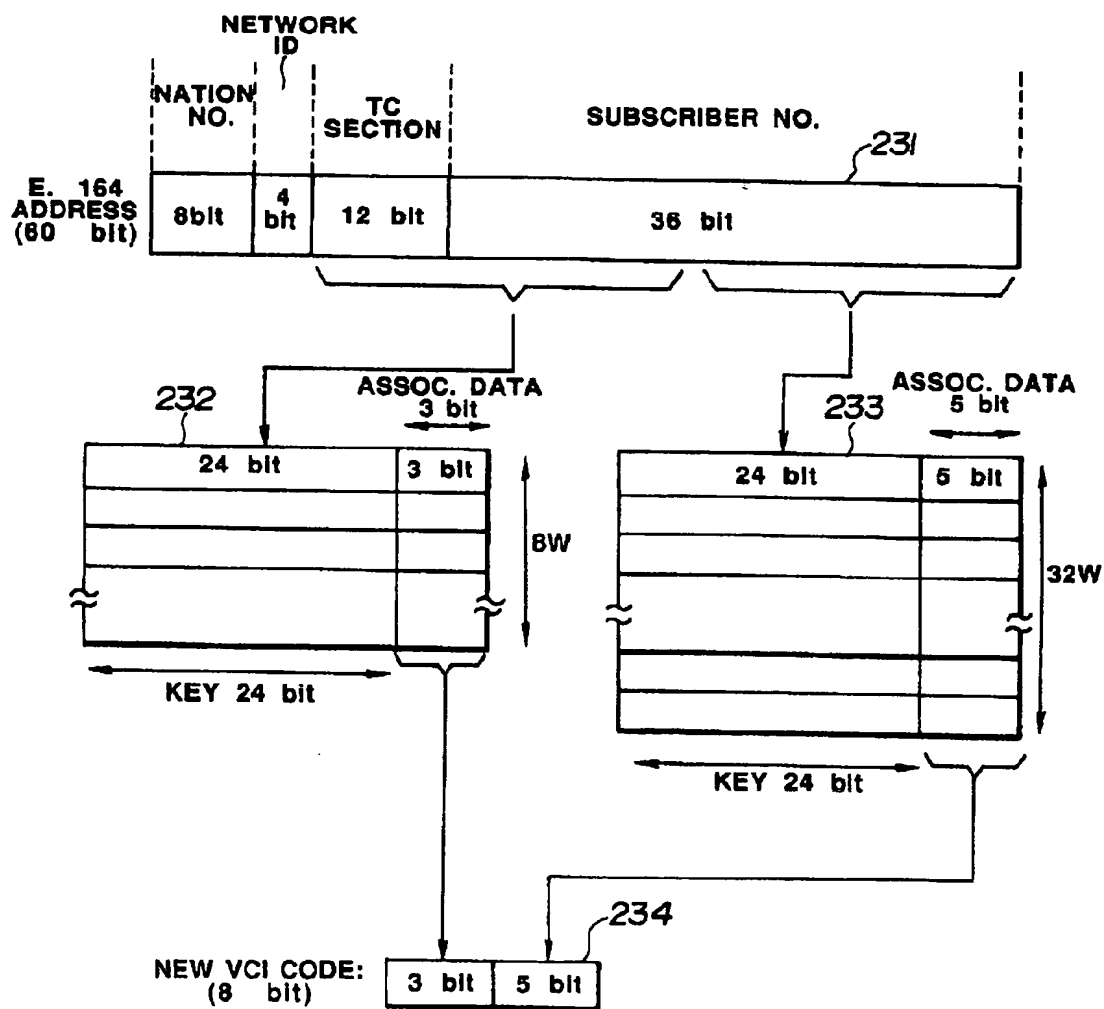 NETWORK
ID
NATION
NO.
TC
SECTION
SUBSCRIBER NO.
231
E. 164
ADDRESS
(60 bit)
8bit
4
bit
12 bit
36 bit
232
ASSOC. DATA
3 bit
233
ASSOC. DATA
5 bit
24 bit
3 bit
8W
24 bit
5 bit
32W
KEY 24 bit
KEY 24 bit
234
NEW VCI CODE:
(8 bit)
3 bit
5 bit